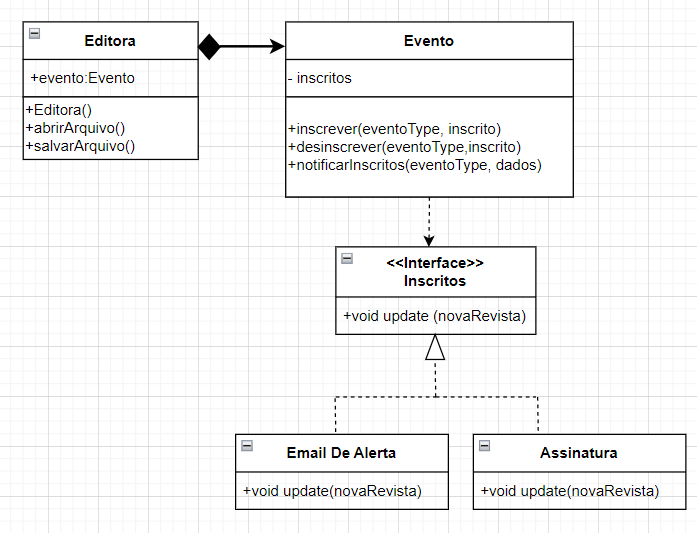 Editora
+evento:Evento
+Editora()
+abrirArquivo()
+salvarArquivo()
Evento
- inscritos
+inscrever(eventoType, inscrito)
+desinscrever(eventoType,inscrito)
+notificarInscritos(eventoType, dados)
<<Interface>>
Inscritos
+void update (novaRevista)
Email De Alerta
+void update(novaRevista)
Assinatura
+void update(novaRevista)